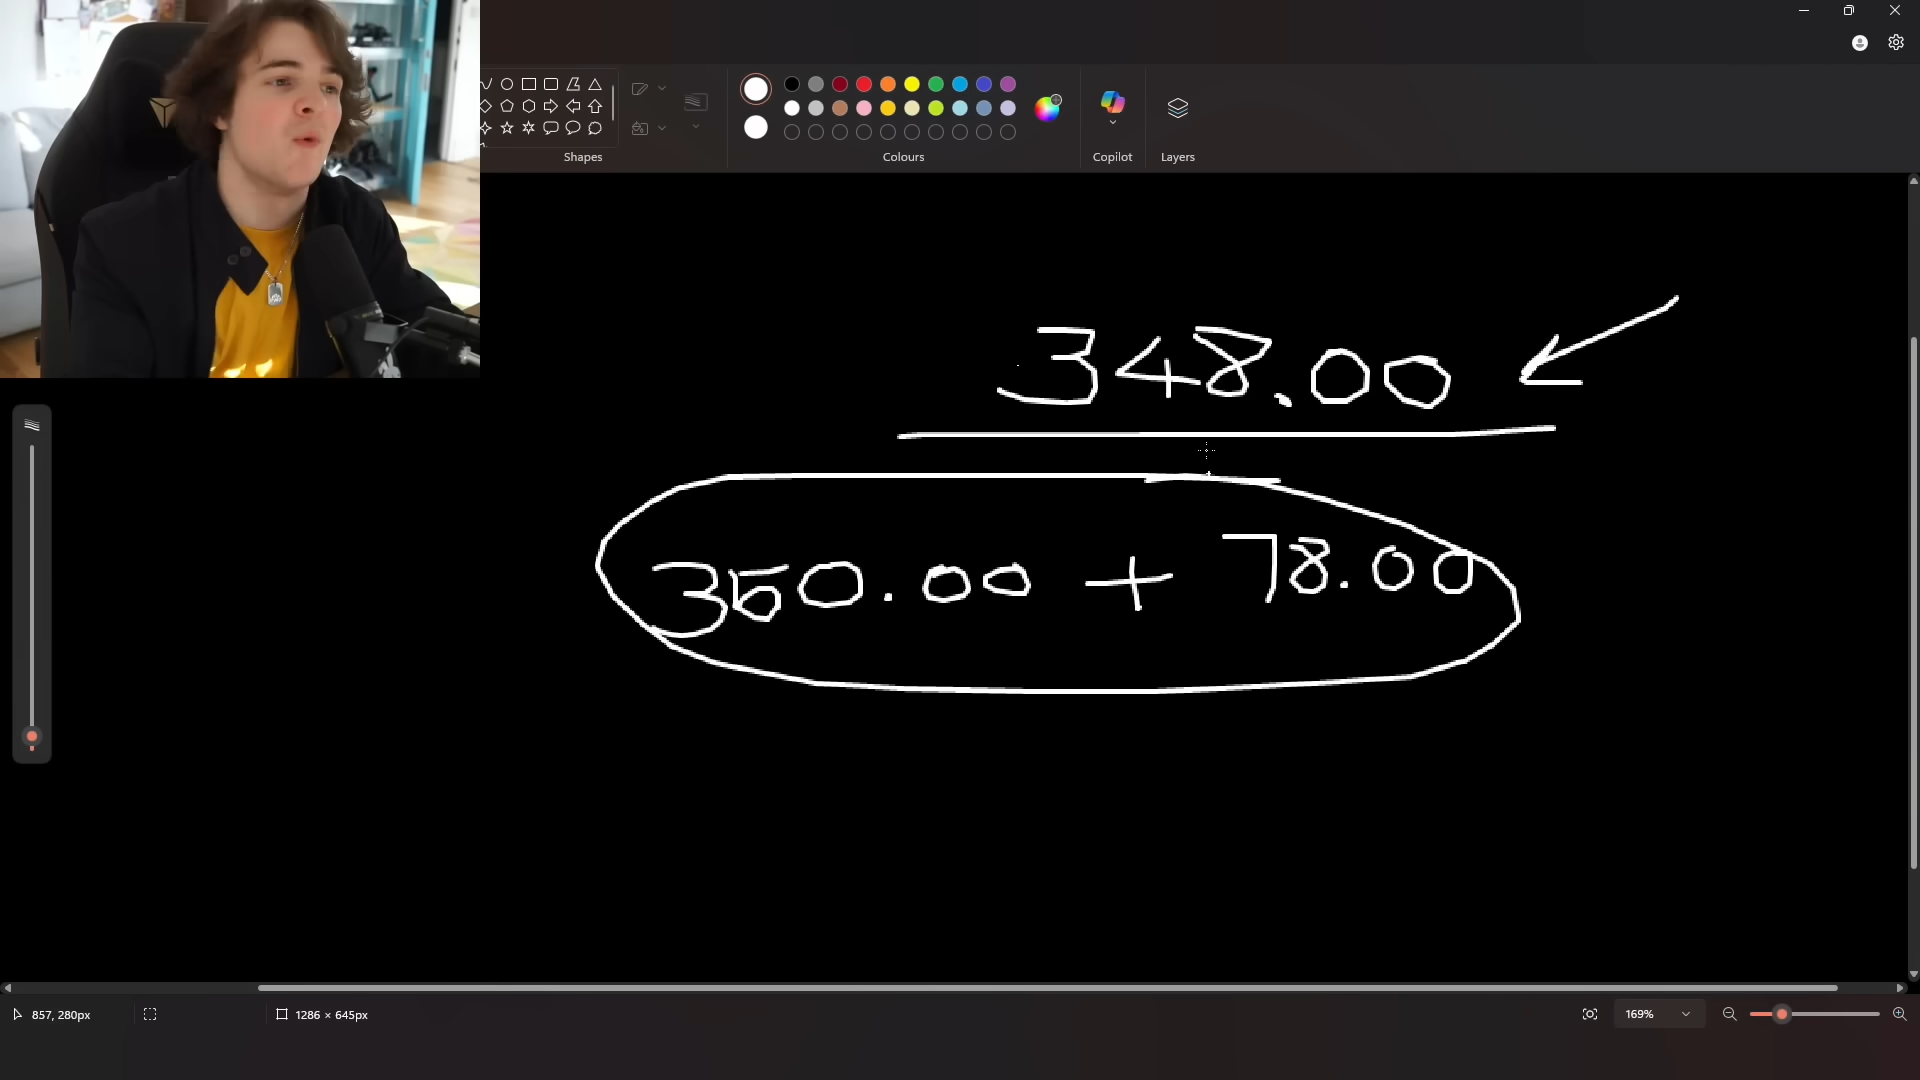 Shapes
Colours
Copilot
Layers
348.00
350.00 + 78.00
857, 280px
1286 × 645px
169%